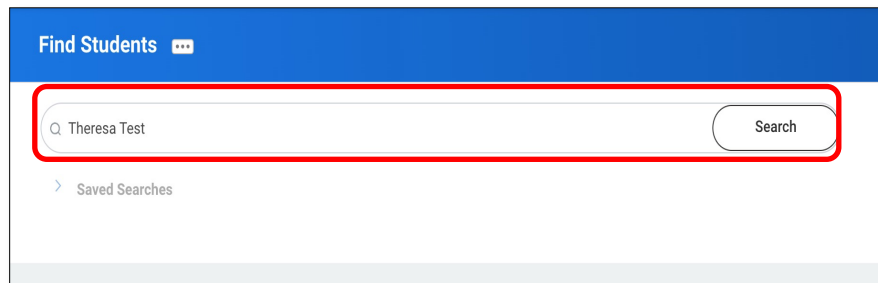 Find Students
Theresa Test
Search
Saved Searches